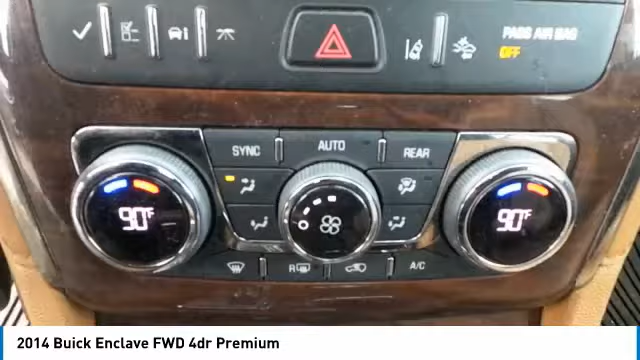 PASS AIR BAG
OFF
SYNC
AUTO
REAR
90°F
90°F
R
A/C
2014 Buick Enclave FWD 4dr Premium